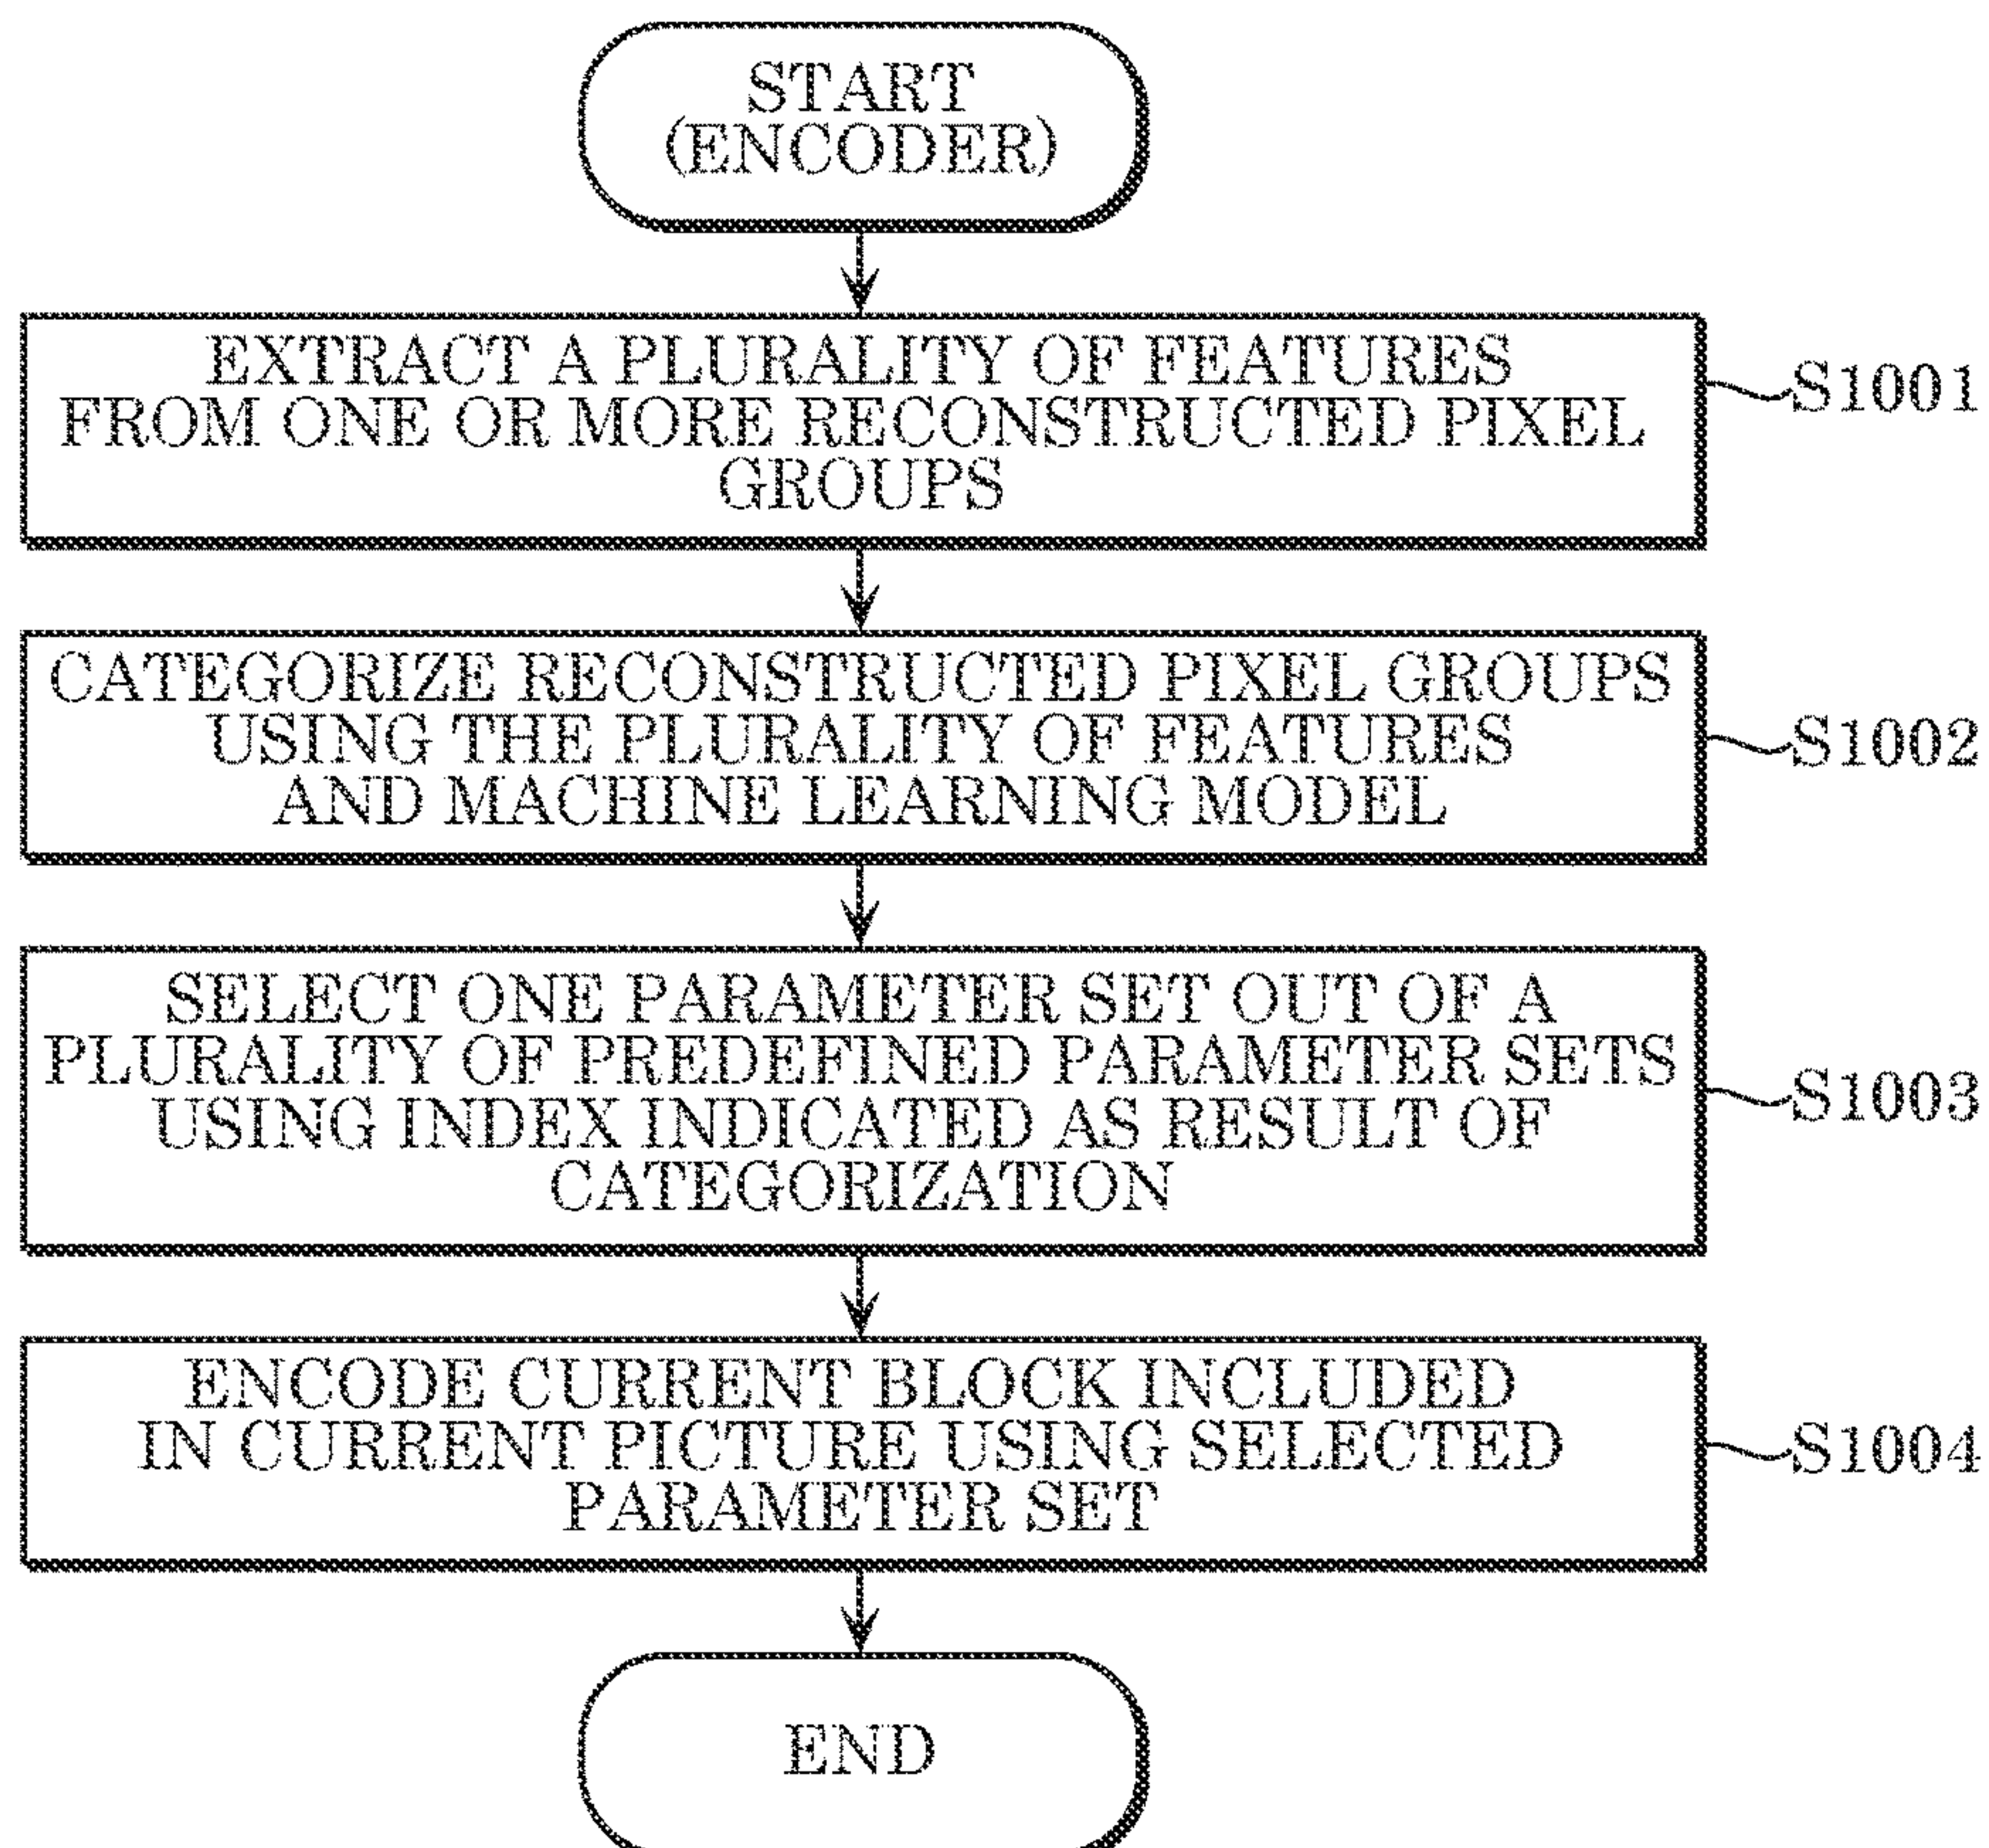 START
(ENCODER)
EXTRACT A PLURALITY OF FEATURES
FROM ONE OR MORE RECONSTRUCTED PIXEL
GROUPS
S1001
CATEGORIZE RECONSTRUCTED PIXEL GROUPS
USING THE PLURALITY OF FEATURES
AND MACHINE LEARNING MODEL
S1002
SELECT ONE PARAMETER SET OUT OF A
PLURALITY OF PREDEFINED PARAMETER SETS
USING INDEX INDICATED AS RESULT OF
CATEGORIZATION
S1003
ENCODE CURRENT BLOCK INCLUDED
IN CURRENT PICTURE USING SELECTED
PARAMETER SET
S1004
END